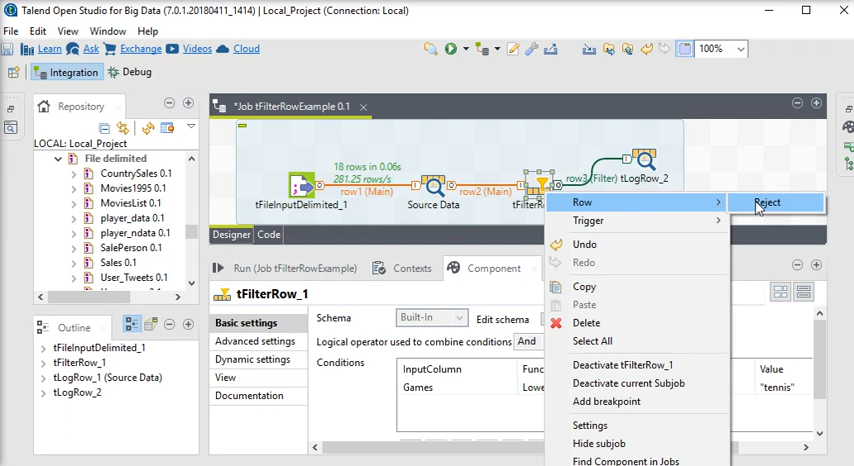 Talend Open Studio for Big Data (7.0.1.20180411_1414) | Local_Project (Connection: Local)
File Edit View Window Help
Learn Ask Exchange Videos Cloud
100%
Integration Debug
Repository
LOCAL: Local_Project
File delimited
CountrySales 0.1
Movies1995 0.1
MoviesList 0.1
player_data 0.1
player_ndata 0.1
SalePerson 0.1
Sales 0.1
User_Tweets 0.1
Outline
tFileInputDelimited_1
tFilterRow_1
tLogRow_1 (Source Data)
tLogRow_2
*Job tFilterRowExample 0.1
18 rows in 0.06s
281.25 rows/s
row1 (Main)
row2 (Main)
row3 (Filter)
tLogRow_2
tFileInputDelimited_1
Source Data
Designer Code
Run (Job tFilterRowExample)
Contexts
Component
tFilterRow_1
Basic settings
Advanced settings
Dynamic settings
View
Documentation
Schema
Built-In
Edit schema
Logical operator used to combine conditions
And
Conditions
InputColumn
Value
Games
"tennis"
Row
Reject
Trigger
Undo
Redo
Copy
Paste
Delete
Select All
Deactivate tFilterRow_1
Deactivate current Subjob
Add breakpoint
Settings
Hide subjob
Find Component in Jobs